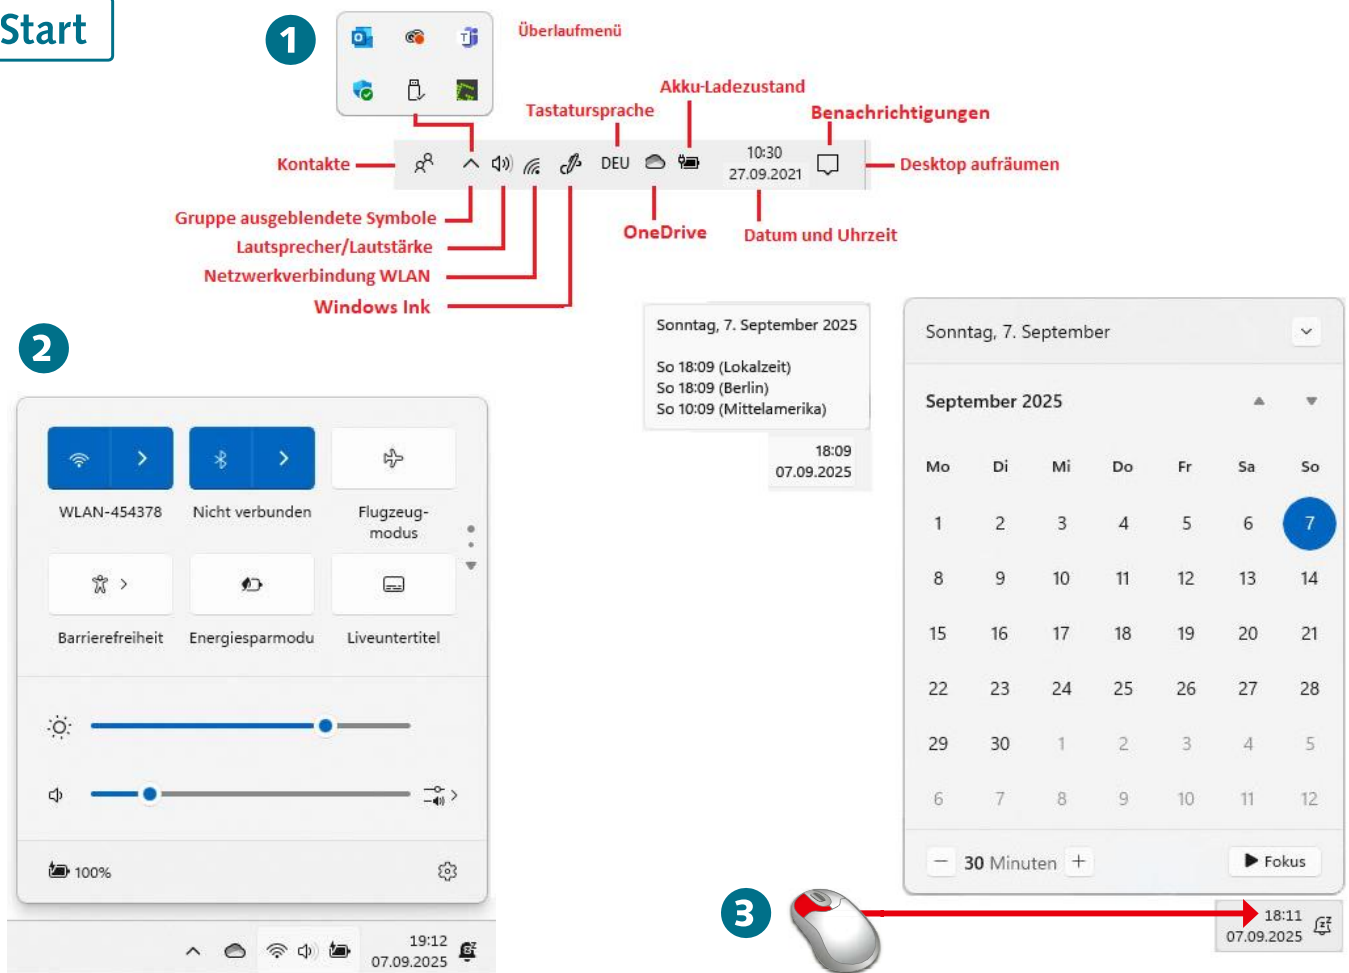 Start
1
Überlaufmenü
Akku-Ladezustand
Tastatursprache
Benachrichtigungen
Kontakte
DEU
10:30
27.09.2021
Desktop aufräumen
Gruppe ausgeblendete Symbole
Lautsprecher/Lautstärke
Netzwerkverbindung WLAN
Windows Ink
OneDrive
Datum und Uhrzeit
2
WLAN-454378
Nicht verbunden
Flugzeug-
modus
Barrierefreiheit
Energiesparmodu
Liveuntertitel
100%
19:12
07.09.2025
Sonntag, 7. September 2025
So 18:09 (Lokalzeit)
So 18:09 (Berlin)
So 10:09 (Mittelamerika)
18:09
07.09.2025
Sonntag, 7. September
September 2025
Mo Di Mi Do Fr Sa So
1 2 3 4 5 6 7
8 9 10 11 12 13 14
15 16 17 18 19 20 21
22 23 24 25 26 27 28
29 30 1 2 3 4 5
6 7 8 9 10 11 12
30 Minuten
Fokus
3
18:11
07.09.2025